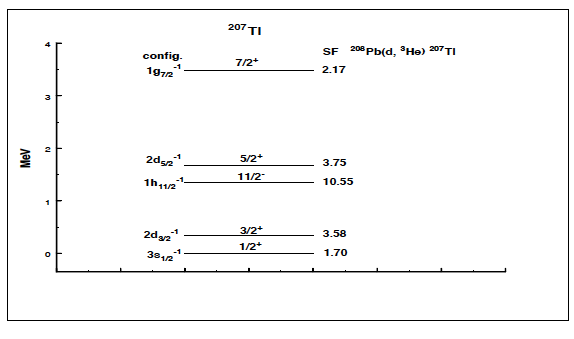 207Tl
SF 208Pb(d, 3He) 207Tl
config.
1g7/2-1 7/2+ 2.17
2d5/2-1 5/2+ 3.75
1h11/2-1 11/2- 10.55
2d3/2-1 3/2+ 3.58
3s1/2-1 1/2+ 1.70
MeV
4
3
2
1
0